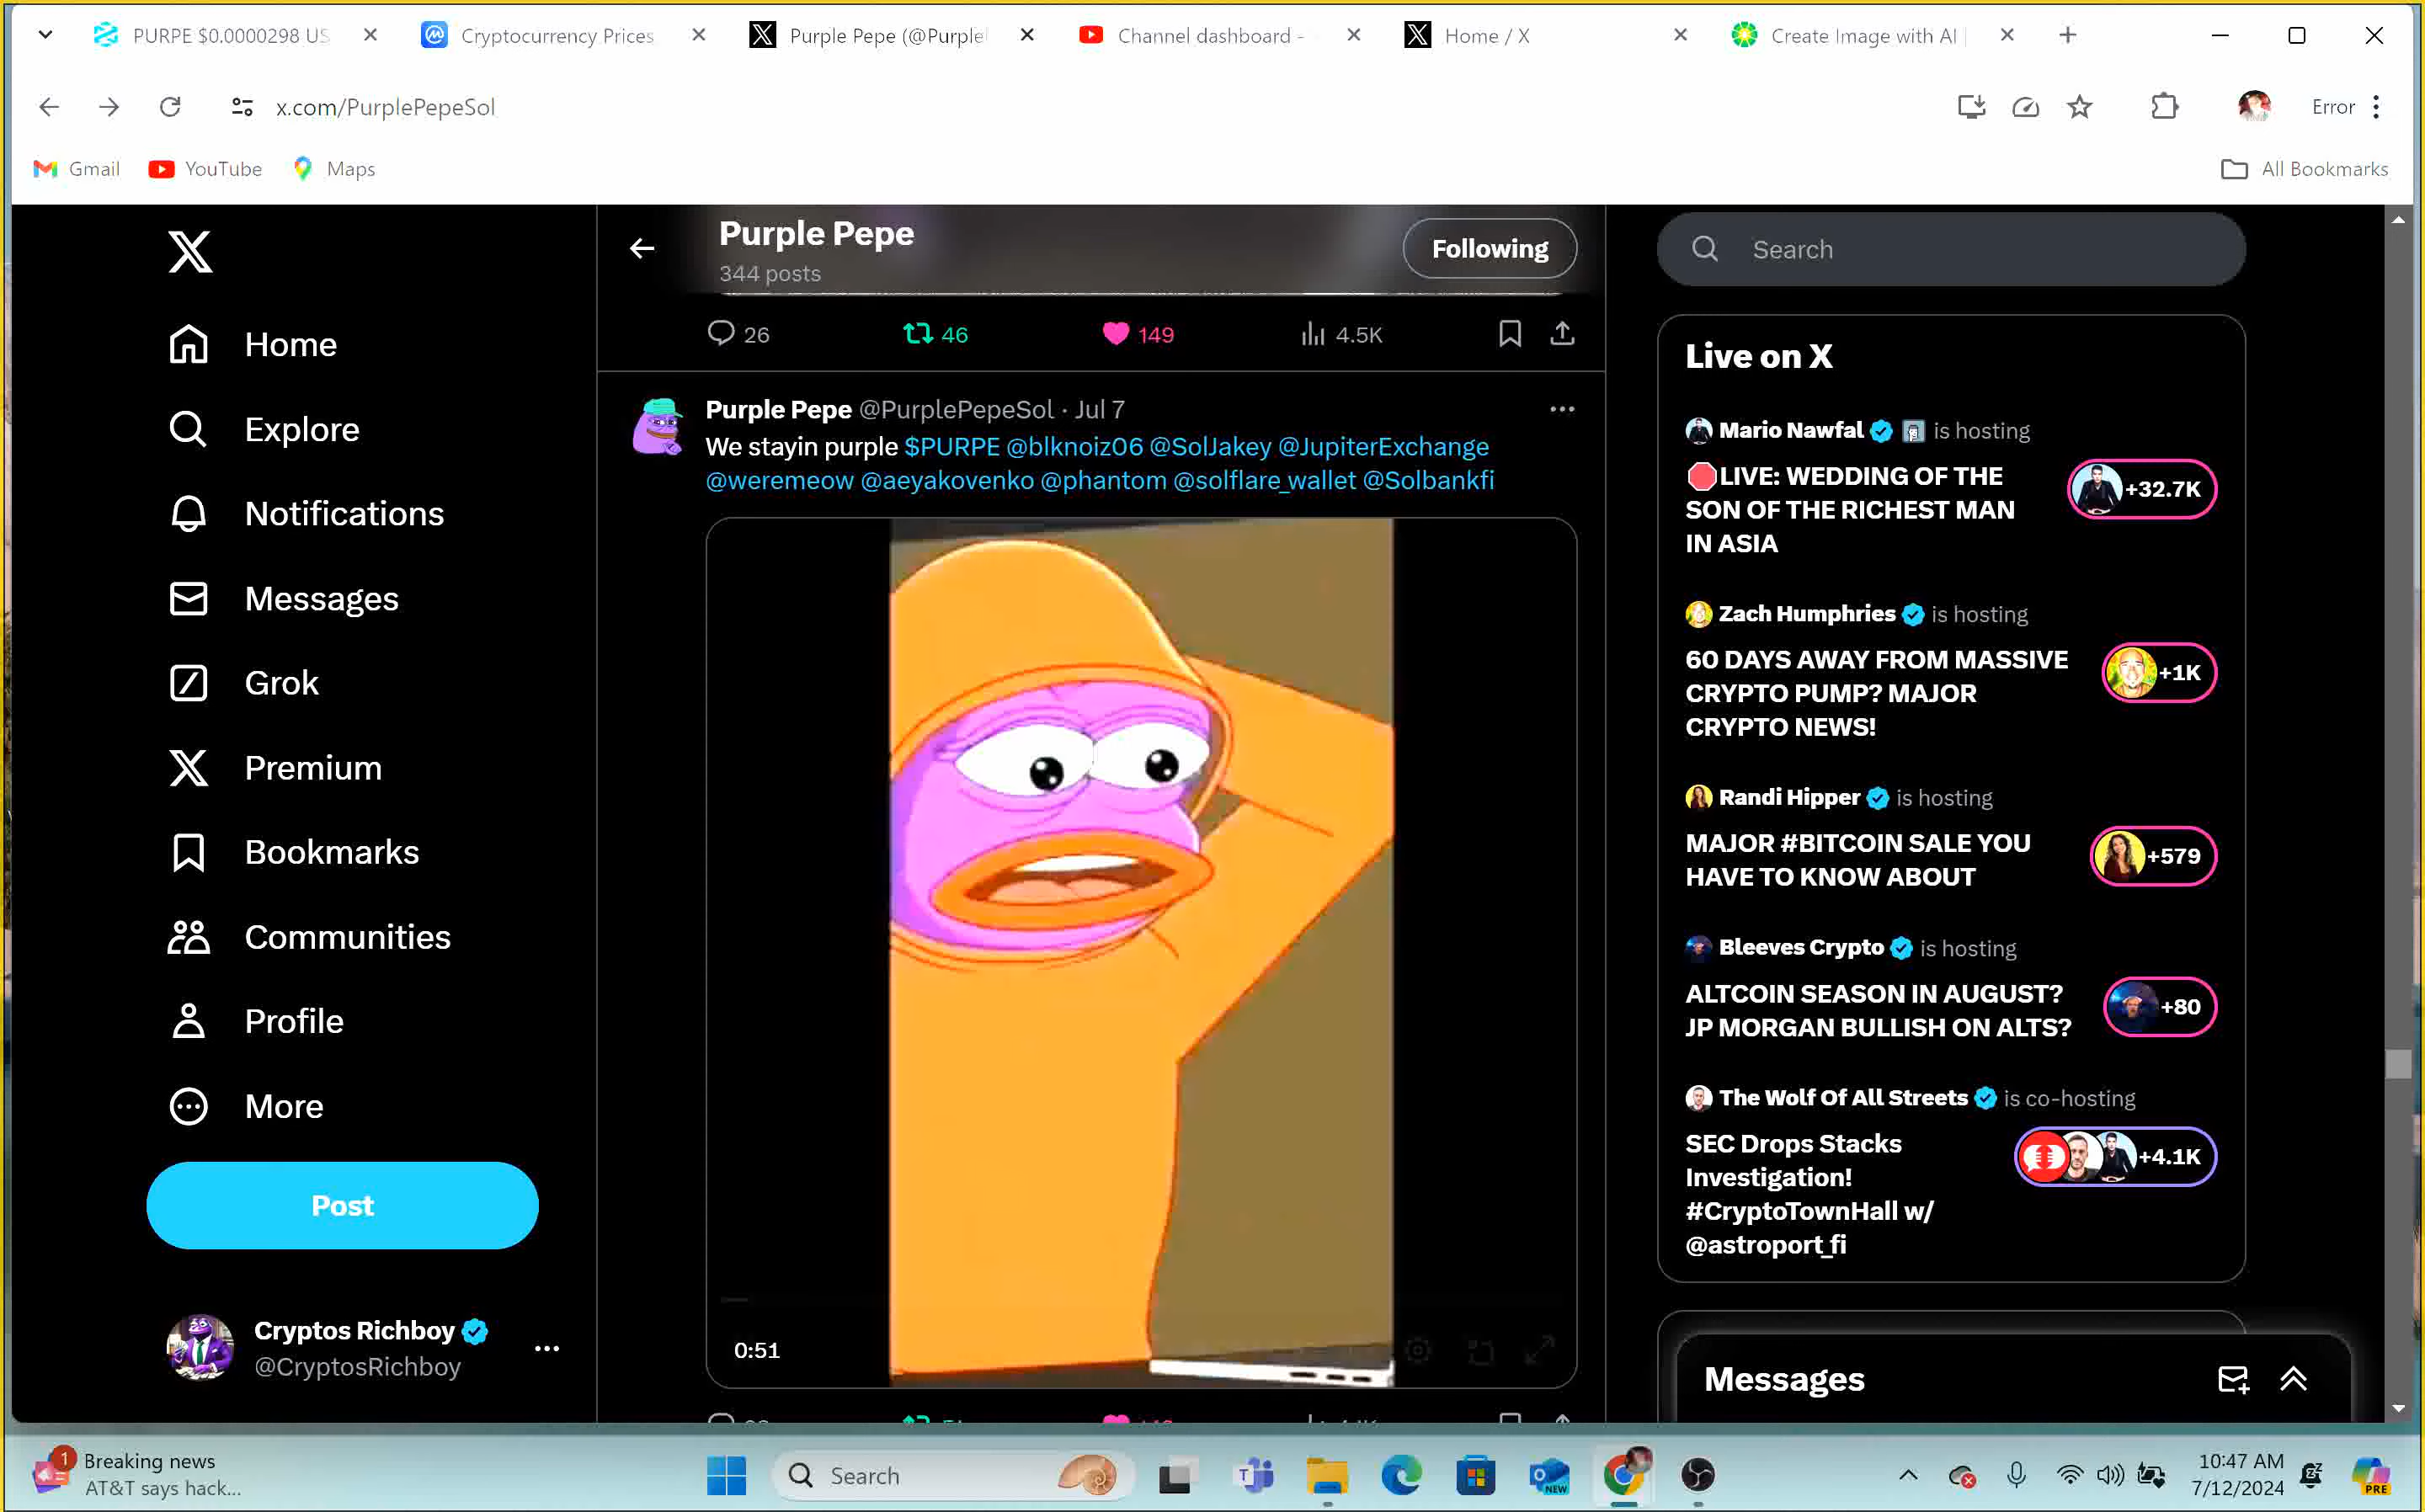 PURPE $0.0000298 US
Cryptocurrency Prices
Purple Pepe (@Purple
Channel dashboard -
Home / X
Create Image with AI |
x.com/PurplePepeSol
Error
Gmail
YouTube
Maps
All Bookmarks
Home
Explore
Notifications
Messages
Grok
Premium
Bookmarks
Communities
Profile
More
Post
Cryptos Richboy
@CryptosRichboy
Purple Pepe
344 posts
Following
26 46 149 4.5K
Purple Pepe @PurplePepeSol · Jul 7
We stayin purple $PURPE @blknoiz06 @SolJakey @JupiterExchange
@weremeow @aeyakovenko @phantom @solflare_wallet @Solbankfi
0:51
Search
Live on X
Mario Nawfal is hosting
LIVE: WEDDING OF THE
SON OF THE RICHEST MAN
IN ASIA
+32.7K
Zach Humphries is hosting
60 DAYS AWAY FROM MASSIVE
CRYPTO PUMP? MAJOR
CRYPTO NEWS!
+1K
Randi Hipper is hosting
MAJOR #BITCOIN SALE YOU
HAVE TO KNOW ABOUT
+579
Bleeves Crypto is hosting
ALTCOIN SEASON IN AUGUST?
JP MORGAN BULLISH ON ALTS?
+80
The Wolf Of All Streets is co-hosting
SEC Drops Stacks
Investigation!
#CryptoTownHall w/
@astroport_fi
+4.1K
Messages
1
Breaking news
AT&T says hack...
Search
NEW
10:47 AM
7/12/2024
PRE